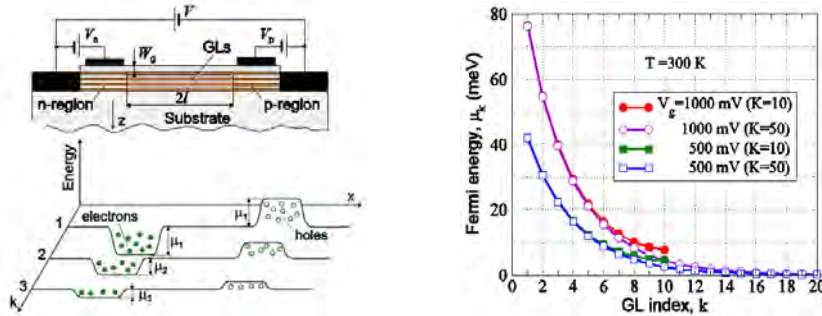 V
Vₙ
W_g
GLs
Vₚ
n-region
2l
p-region
z
Substrate
Energy
x
1
electrons
μ₁
μ₁
holes
2
μ₂
3
μ₃
k
Fermi energy, μₖ (meV)
80
60
40
20
0
T =300 K
V_g=1000 mV (K=10)
1000 mV (K=50)
500 mV (K=10)
500 mV (K=50)
0 2 4 6 8 10 12 14 16 18 20
GL index, k